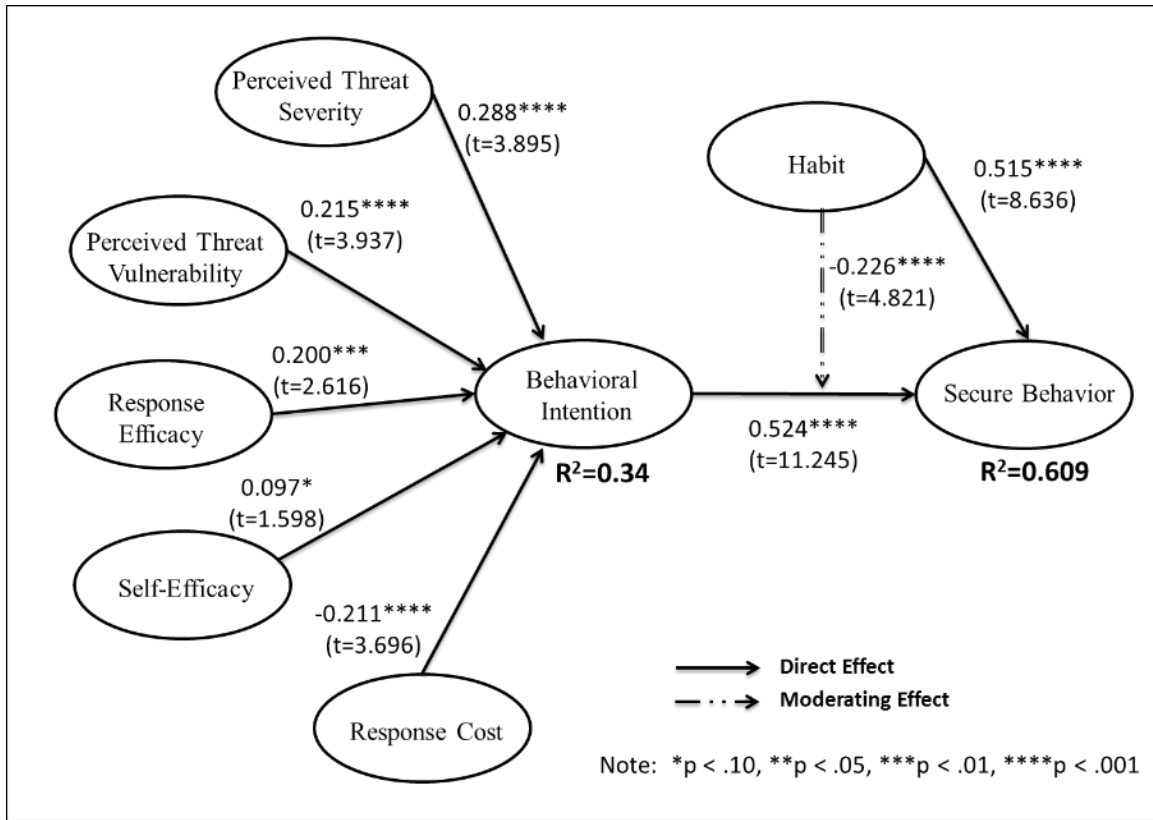 Perceived Threat
Severity
0.288****
(t=3.895)
Habit
0.515****
(t=8.636)
Perceived Threat
Vulnerability
0.215****
(t=3.937)
-0.226****
(t=4.821)
Response
Efficacy
0.200***
(t=2.616)
Behavioral
Intention
R²=0.34
0.524****
(t=11.245)
Secure Behavior
R²=0.609
Self-Efficacy
0.097*
(t=1.598)
Response Cost
-0.211****
(t=3.696)
Direct Effect
Moderating Effect
Note: *p < .10, **p < .05, ***p < .01, ****p < .001